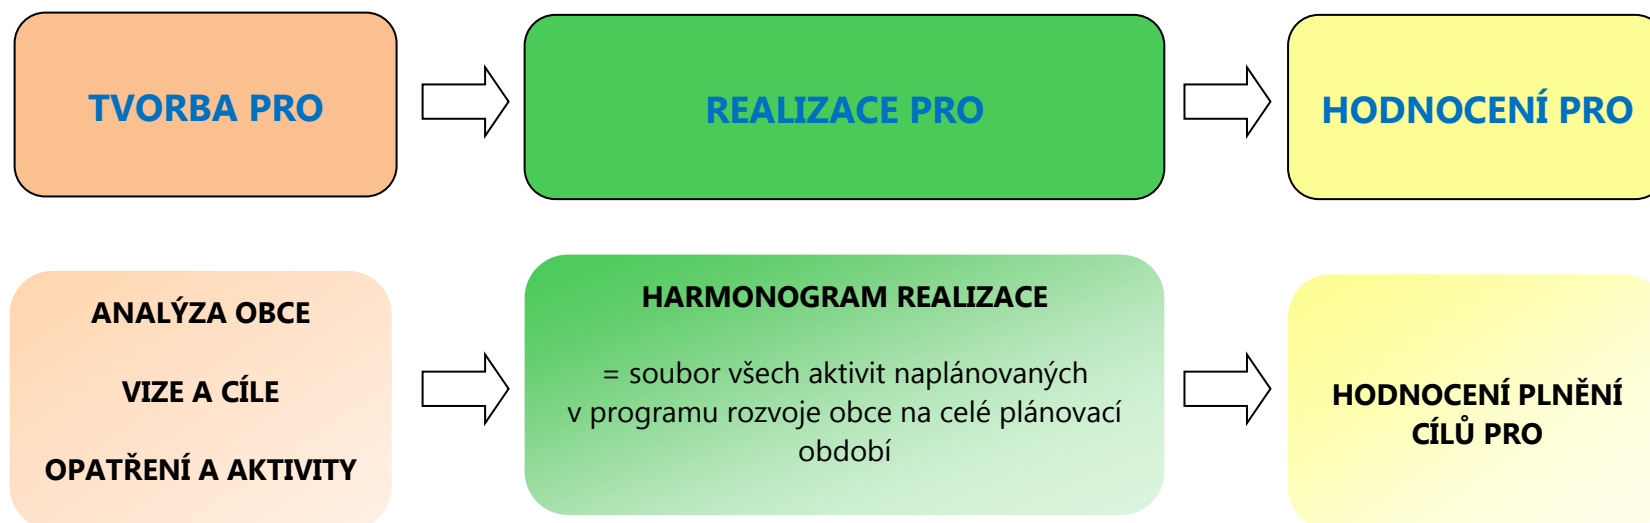 TVORBA PRO
REALIZACE PRO
HODNOCENÍ PRO
ANALÝZA OBCE
VIZE A CÍLE
OPATŘENÍ A AKTIVITY
HARMONOGRAM REALIZACE
= soubor všech aktivit naplánovaných
v programu rozvoje obce na celé plánovací
období
HODNOCENÍ PLNĚNÍ
CÍLŮ PRO